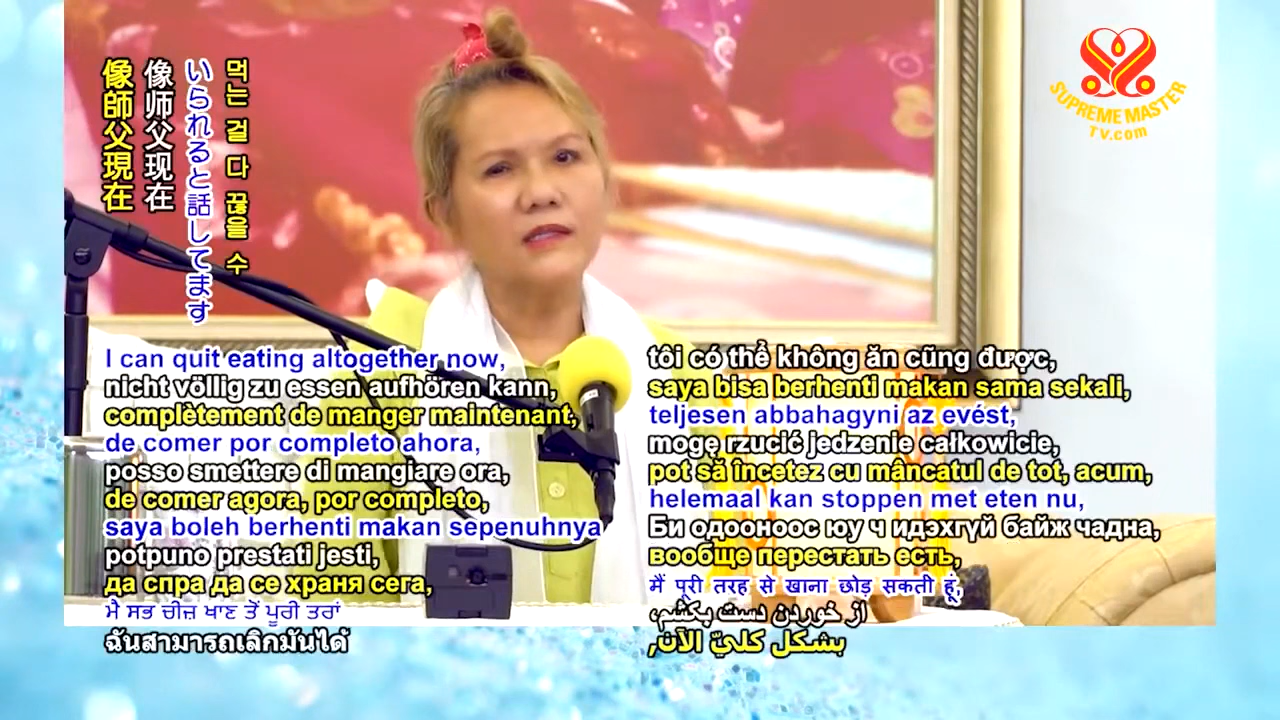 먹는 걸 다 끊을 수
いられると話してます
像师父现在
像師父現在
SUPREME MASTER
TV.com
I can quit eating altogether now,
nicht völlig zu essen aufhören kann,
complètement de manger maintenant,
de comer por completo ahora,
posso smettere di mangiare ora,
de comer agora, por completo,
saya boleh berhenti makan sepenuhnya
potpuno prestati jesti,
да спра да се храня сега,
ਮੈ ਸਭ ਚੀਜ਼ ਖਾਣ ਤੋਂ ਪੂਰੀ ਤਰਾਂ
ฉันสามารถเลิกมันได้
tôi có thể không ăn cũng được,
saya bisa berhenti makan sama sekali,
teljesen abbahagyni az evést,
mogę rzucić jedzenie całkowicie,
pot să încetez cu mâncatul de tot, acum,
helemaal kan stoppen met eten nu,
Би одооноос юу ч идэхгүй байж чадна,
вообще перестать есть,
मैं पूरी तरह से खाना छोड़ सकती हूं,
از خوردن دست بکشم،
بشكل كليّ الآن,